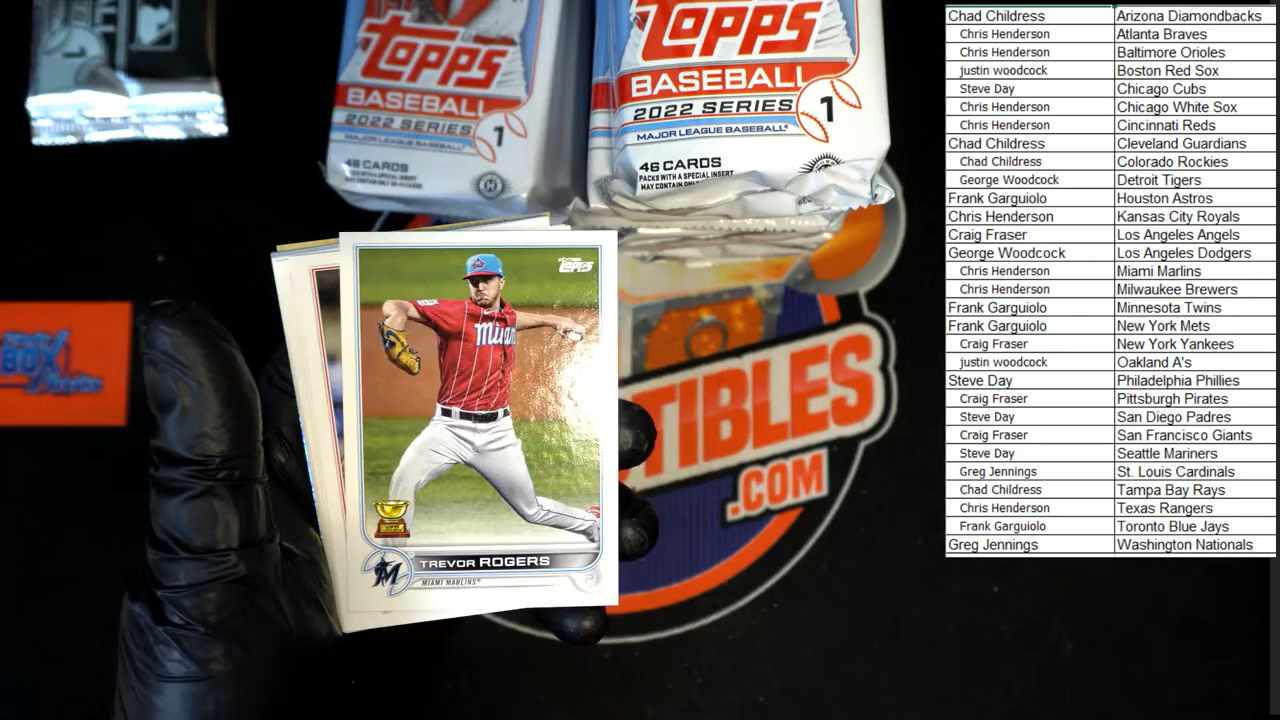 TOPPS
BASEBALL
2022 SERIES 1
MAJOR LEAGUE BASEBALL
46 CARDS
PACKS WITH A SPECIAL INSERT
TOPPS
BASEBALL
2022 SERIES 1
MAJOR LEAGUE BASEBALL®
46 CARDS
PACKS WITH A SPECIAL INSERT
MAY CONTAIN ONLY
topps
Miami
TREVOR ROGERS
MIAMI MARLINS®
P
BOX
TIBLES
.COM
Chad Childress Arizona Diamondbacks
Chris Henderson Atlanta Braves
Chris Henderson Baltimore Orioles
justin woodcock Boston Red Sox
Steve Day Chicago Cubs
Chris Henderson Chicago White Sox
Chris Henderson Cincinnati Reds
Chad Childress Cleveland Guardians
Chad Childress Colorado Rockies
George Woodcock Detroit Tigers
Frank Garguiolo Houston Astros
Chris Henderson Kansas City Royals
Craig Fraser Los Angeles Angels
George Woodcock Los Angeles Dodgers
Chris Henderson Miami Marlins
Chris Henderson Milwaukee Brewers
Frank Garguiolo Minnesota Twins
Frank Garguiolo New York Mets
Craig Fraser New York Yankees
justin woodcock Oakland A's
Steve Day Philadelphia Phillies
Craig Fraser Pittsburgh Pirates
Steve Day San Diego Padres
Craig Fraser San Francisco Giants
Steve Day Seattle Mariners
Greg Jennings St. Louis Cardinals
Chad Childress Tampa Bay Rays
Chris Henderson Texas Rangers
Frank Garguiolo Toronto Blue Jays
Greg Jennings Washington Nationals